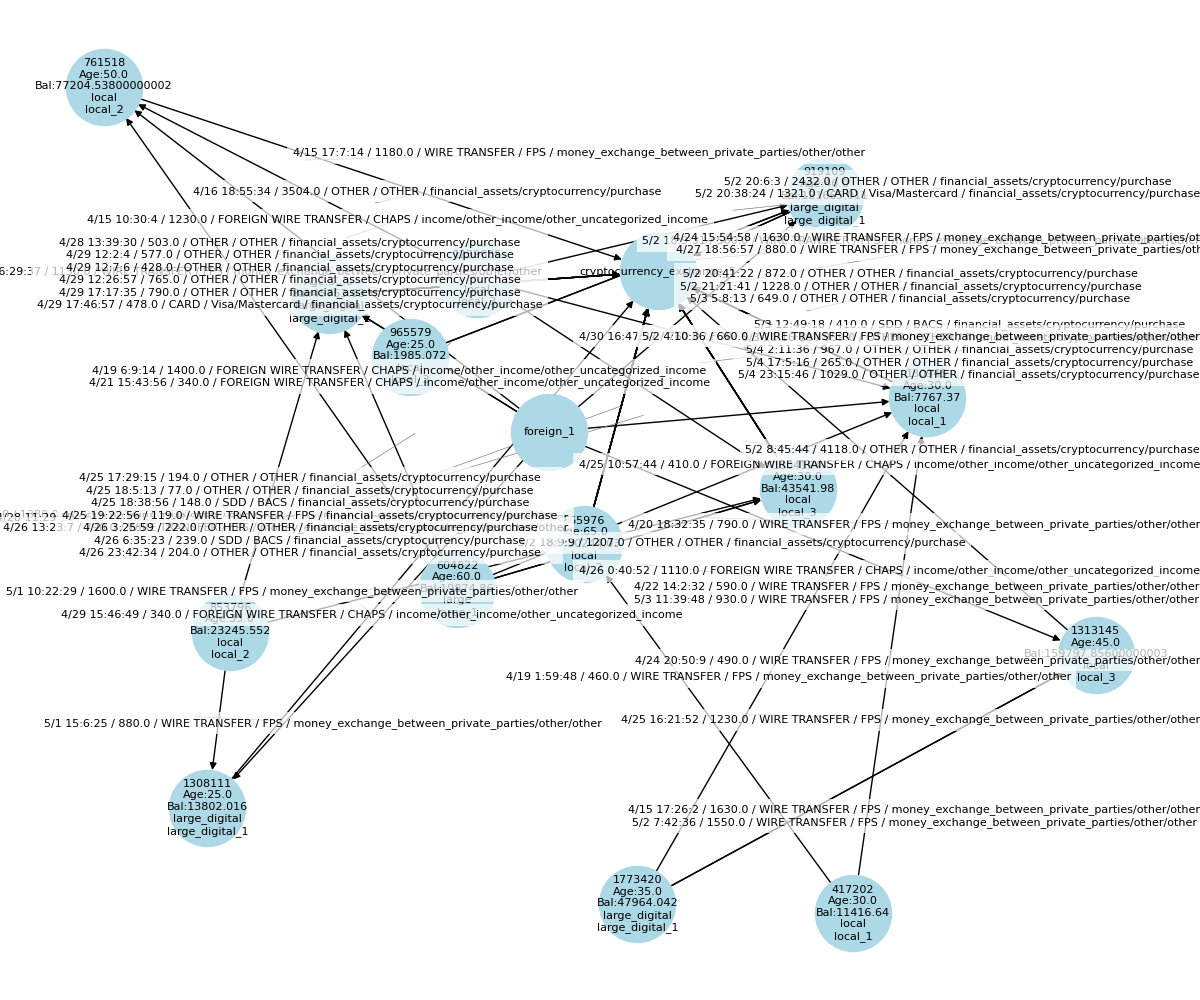 761518
Age:50.0
Bal:77204.53800000002
local
local_2
4/15 17:7:14 / 1180.0 / WIRE TRANSFER / FPS / money_exchange_between_private_parties/other/other
5/2 20:6:3 / 2432.0 / OTHER / OTHER / financial_assets/cryptocurrency/purchase
4/16 18:55:34 / 3504.0 / OTHER / OTHER / financial_assets/cryptocurrency/purchase
5/2 20:38:24 / 1321.0 / CARD / Visa/Mastercard / financial_assets/cryptocurrency/purchase
large_digital
large_digital_1
4/15 10:30:4 / 1230.0 / FOREIGN WIRE TRANSFER / CHAPS / income/other_income/other_uncategorized_income
4/24 15:54:58 / 1630.0 / WIRE TRANSFER / FPS / money_exchange_between_private_parties/ot
4/28 13:39:30 / 503.0 / OTHER / OTHER / financial_assets/cryptocurrency/purchase
4/27 18:56:57 / 880.0 / WIRE TRANSFER / FPS / money_exchange_between_private_parties/other
4/29 12:2:4 / 577.0 / OTHER / OTHER / financial_assets/cryptocurrency/purchase
4/29 12:7:6 / 428.0 / OTHER / OTHER / financial_assets/cryptocurrency/purchase
5/2 20:41:22 / 872.0 / OTHER / OTHER / financial_assets/cryptocurrency/purchase
4/29 12:26:57 / 765.0 / OTHER / OTHER / financial_assets/cryptocurrency/purchase
5/2 21:21:41 / 1228.0 / OTHER / OTHER / financial_assets/cryptocurrency/purchase
4/29 17:17:35 / 790.0 / OTHER / OTHER / financial_assets/cryptocurrency/purchase
5/3 5:8:13 / 649.0 / OTHER / OTHER / financial_assets/cryptocurrency/purchase
4/29 17:46:57 / 478.0 / CARD / Visa/Mastercard / financial_assets/cryptocurrency/purchase
large_digital_
5/3 12:49:18 / 410.0 / SDD / BACS / financial_assets/cryptocurrency/purchase
965579
Age:25.0
Bal:1985.072
4/30 16:47
5/2 4:10:36 / 660.0 / WIRE TRANSFER / FPS / money_exchange_between_private_parties/other
5/4 2:11:36 / 967.0 / OTHER / OTHER / financial_assets/cryptocurrency/purchase
5/4 17:5:16 / 265.0 / OTHER / OTHER / financial_assets/cryptocurrency/purchase
5/4 23:15:46 / 1029.0 / OTHER / OTHER / financial_assets/cryptocurrency/purchase
4/19 6:9:14 / 1400.0 / FOREIGN WIRE TRANSFER / CHAPS / income/other_income/other_uncategorized_income
4/21 15:43:56 / 340.0 / FOREIGN WIRE TRANSFER / CHAPS / income/other_income/other_uncategorized_income
Age:30.0
Bal:7767.37
local
local_1
foreign_1
5/2 8:45:44 / 4118.0 / OTHER / OTHER / financial_assets/cryptocurrency/purchase
4/25 10:57:44 / 410.0 / FOREIGN WIRE TRANSFER / CHAPS / income/other_income/other_uncategorized_income
Age:30.0
Bal:43541.98
local
local_3
4/25 17:29:15 / 194.0 / OTHER / OTHER / financial_assets/cryptocurrency/purchase
4/25 18:5:13 / 77.0 / OTHER / OTHER / financial_assets/cryptocurrency/purchase
4/25 18:38:56 / 148.0 / SDD / BACS / financial_assets/cryptocurrency/purchase
4/25 19:22:56 / 119.0 / WIRE TRANSFER / FPS / financial_assets/cryptocurrency/purchase
4/26 3:25:59 / 222.0 / OTHER / OTHER / financial_assets/cryptocurrency/purchase
4/26 6:35:23 / 239.0 / SDD / BACS / financial_assets/cryptocurrency/purchase
4/26 23:42:34 / 204.0 / OTHER / OTHER / financial_assets/cryptocurrency/purchase
4/20 18:32:35 / 790.0 / WIRE TRANSFER / FPS / money_exchange_between_private_parties/other
18:9:9 / 1207.0 / OTHER / OTHER / financial_assets/cryptocurrency/purchase
local
4/26 0:40:52 / 1110.0 / FOREIGN WIRE TRANSFER / CHAPS / income/other_income/other_uncategorized_income
604822
Age:60.0
5/1 10:22:29 / 1600.0 / WIRE TRANSFER / FPS / money_exchange_between_private_parties/other/other
4/22 14:2:32 / 590.0 / WIRE TRANSFER / FPS / money_exchange_between_private_parties/other
5/3 11:39:48 / 930.0 / WIRE TRANSFER / FPS / money_exchange_between_private_parties/other
4/29 15:46:49 / 340.0 / FOREIGN WIRE TRANSFER / CHAPS / income/other_income/other_uncategorized_income
Bal:23245.552
local
local_2
1313145
Age:45.0
Bal:159797.85600000003
local
local_3
4/24 20:50:9 / 490.0 / WIRE TRANSFER / FPS / money_exchange_between_private_parties/other
4/19 1:59:48 / 460.0 / WIRE TRANSFER / FPS / money_exchange_between_private_parties/other/other
4/25 16:21:52 / 1230.0 / WIRE TRANSFER / FPS / money_exchange_between_private_parties/other
5/1 15:6:25 / 880.0 / WIRE TRANSFER / FPS / money_exchange_between_private_parties/other/other
1308111
Age:25.0
Bal:13802.016
large_digital
large_digital_1
4/15 17:26:2 / 1630.0 / WIRE TRANSFER / FPS / money_exchange_between_private_parties/other/other
5/2 7:42:36 / 1550.0 / WIRE TRANSFER / FPS / money_exchange_between_private_parties/other/other
1773420
Age:35.0
Bal:47964.042
large_digital
large_digital_1
417202
Age:30.0
Bal:11416.64
local
local_1